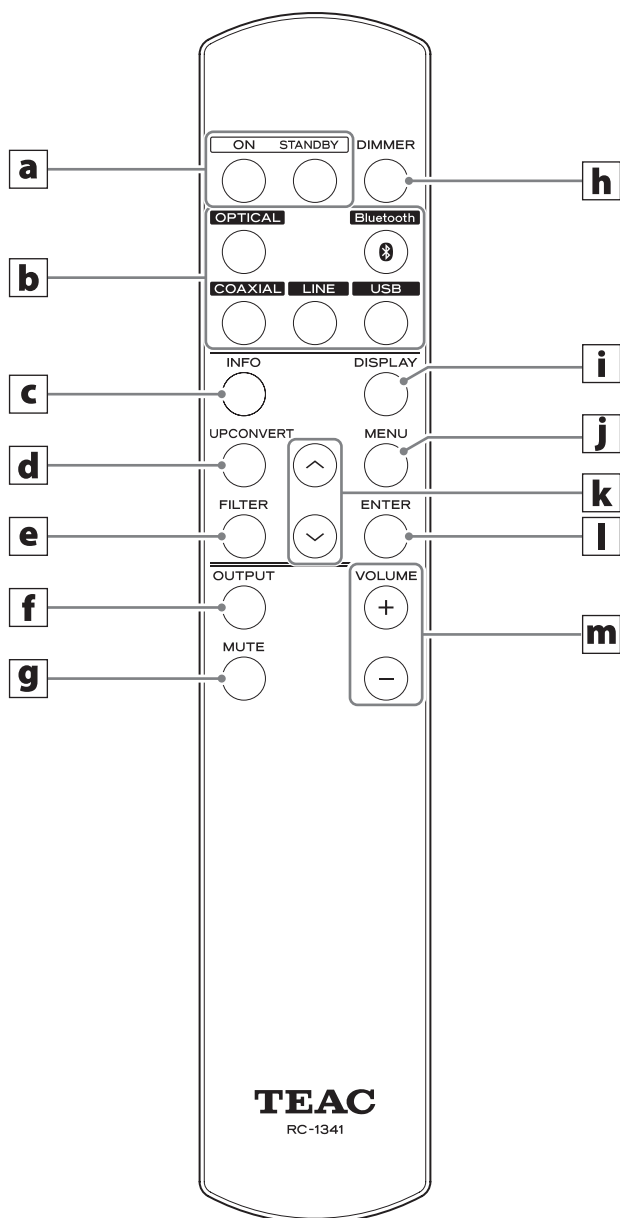 ON STANDBY DIMMER
a
h
OPTICAL Bluetooth
b
COAXIAL LINE USB
INFO DISPLAY
i
c
UPCONVERT MENU
j
d
k
FILTER ENTER
e
l
OUTPUT VOLUME
f
+
m
MUTE
g
−
TEAC
RC-1341